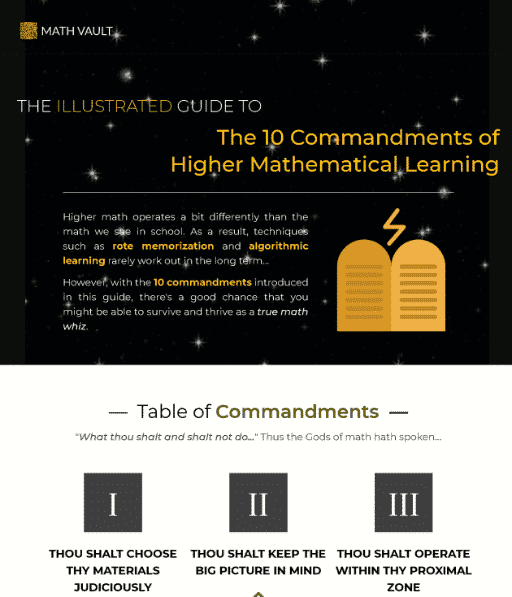 MATH VAULT
THE ILLUSTRATED GUIDE TO
The 10 Commandments of
Higher Mathematical Learning
Higher math operates a bit differently than the
math we see in school. As a result, techniques
such as rote memorization and algorithmic
learning rarely work out in the long term...
However, with the 10 commandments introduced
in this guide, there's a good chance that you
might be able to survive and thrive as a true math
whiz.
— Table of Commandments —
"What thou shalt and shalt not do..." Thus the Gods of math hath spoken...
I II III
THOU SHALT CHOOSE THOU SHALT KEEP THE THOU SHALT OPERATE
THY MATERIALS BIG PICTURE IN MIND WITHIN THY PROXIMAL
JUDICIOUSLY ZONE